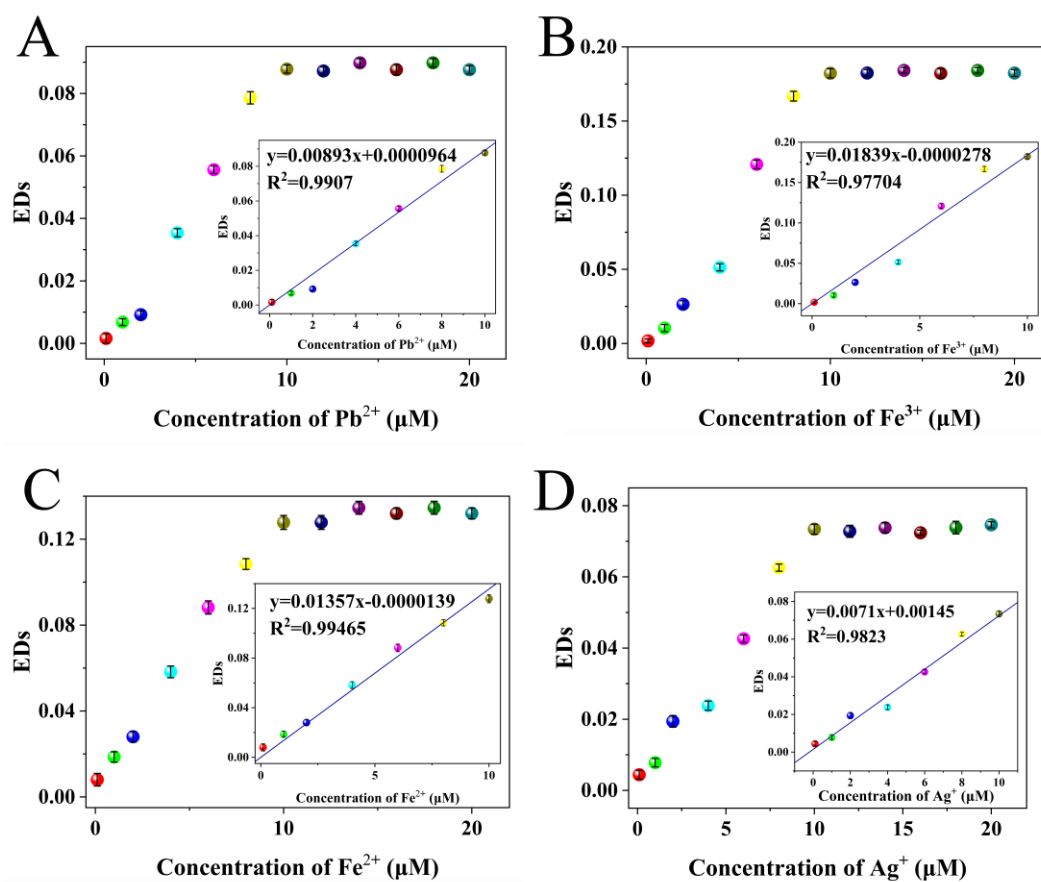 A
EDs
0.08
0.06
0.04
0.02
0.00
0
10
20
Concentration of Pb²⁺ (μM)
y=0.00893x+0.0000964
R²=0.9907
EDs
0.08
0.06
0.04
0.02
0.00
0
2
4
6
8
10
Concentration of Pb²⁺ (μM)
B
EDs
0.20
0.15
0.10
0.05
0.00
0
10
20
Concentration of Fe³⁺ (μM)
y=0.01839x-0.0000278
R²=0.97704
EDs
0.20
0.15
0.10
0.05
0.00
0
5
10
Concentration of Fe³⁺ (μM)
C
EDs
0.12
0.08
0.04
0.00
0
10
20
Concentration of Fe²⁺ (μM)
y=0.01357x-0.0000139
R²=0.99465
EDs
0.12
0.08
0.04
0.00
0
5
10
Concentration of Fe²⁺ (μM)
D
EDs
0.08
0.06
0.04
0.02
0.00
0
5
10
15
20
Concentration of Ag⁺ (μM)
y=0.0071x+0.00145
R²=0.9823
EDs
0.08
0.06
0.04
0.02
0.00
0
2
4
6
8
10
Concentration of Ag⁺ (μM)